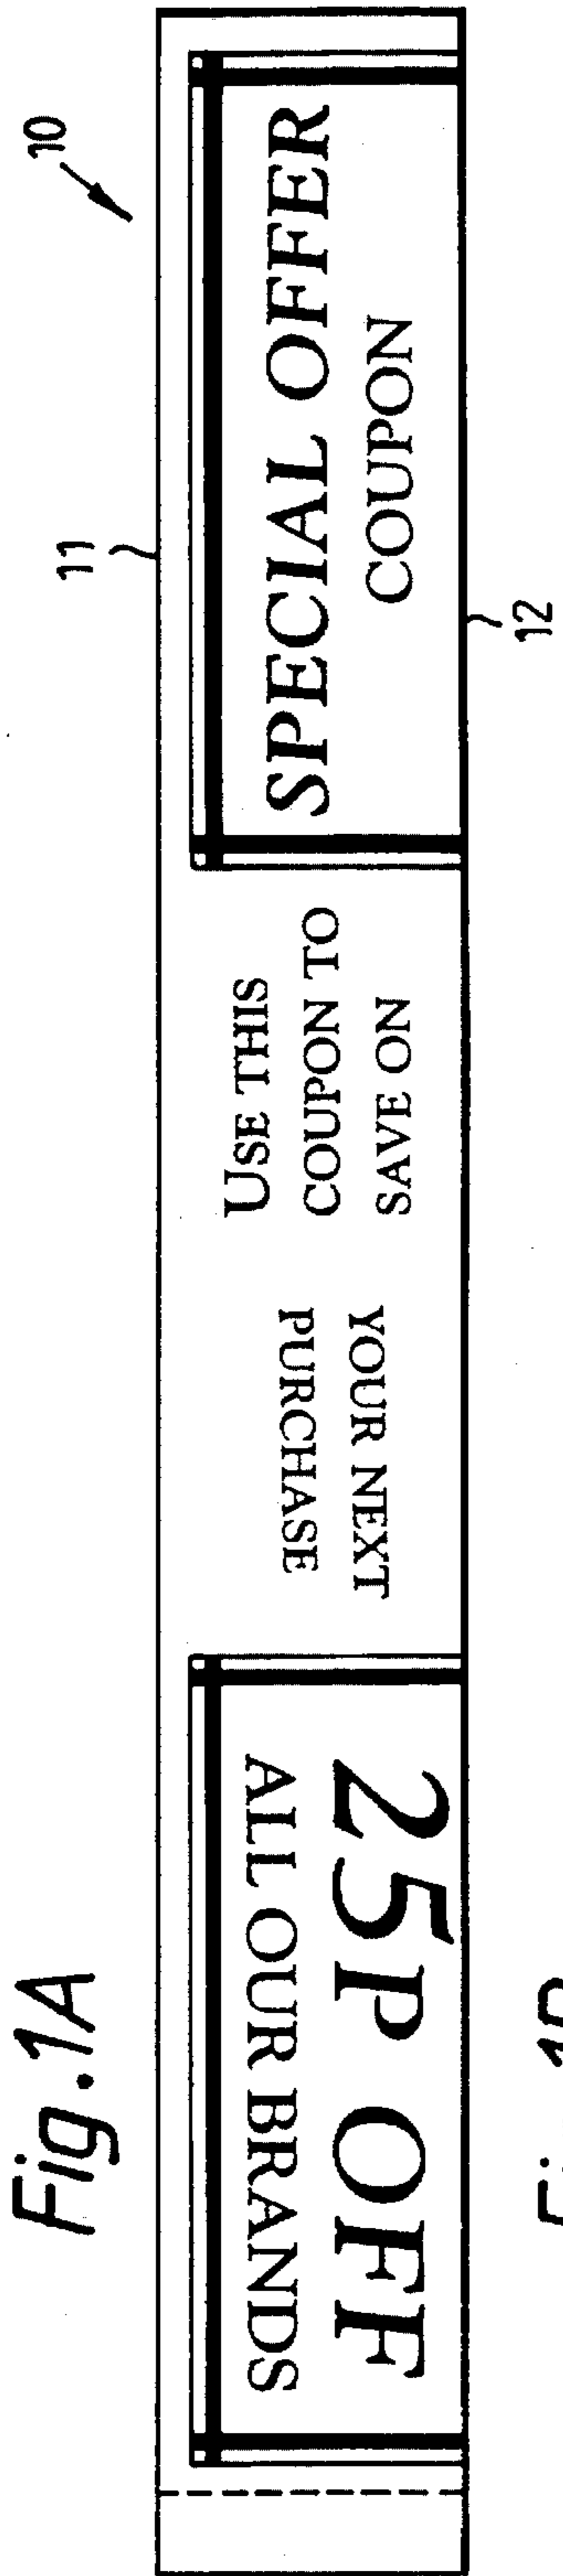 Fig.1A
10
11
12
ALL OUR BRANDS
25P OFF
YOUR NEXT
PURCHASE
USE THIS
COUPON TO
SAVE ON
SPECIAL OFFER
COUPON